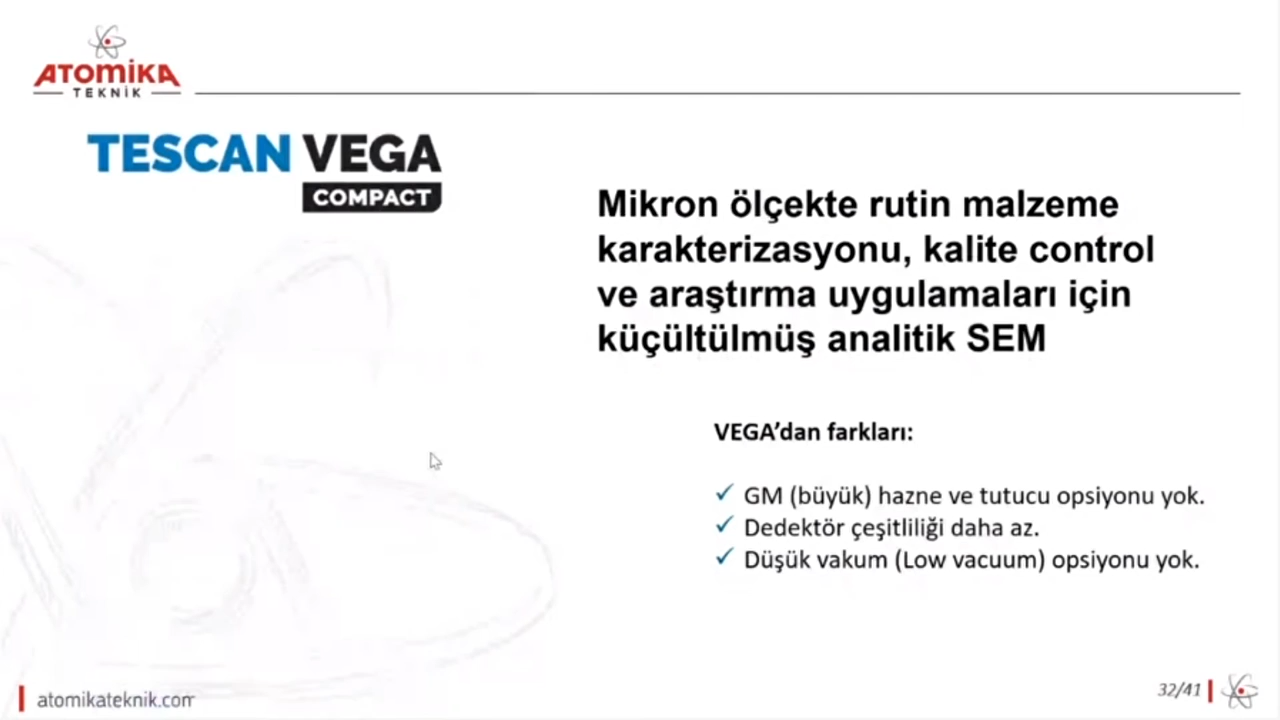 ATOMİKA
TEKNİK
TESCAN VEGA
COMPACT
Mikron ölçekte rutin malzeme
karakterizasyonu, kalite control
ve araştırma uygulamaları için
küçültülmüş analitik SEM
VEGA’dan farkları:
✓ GM (büyük) hazne ve tutucu opsiyonu yok.
✓ Dedektör çeşitliliği daha az.
✓ Düşük vakum (Low vacuum) opsiyonu yok.
atomikateknik.com
32/41